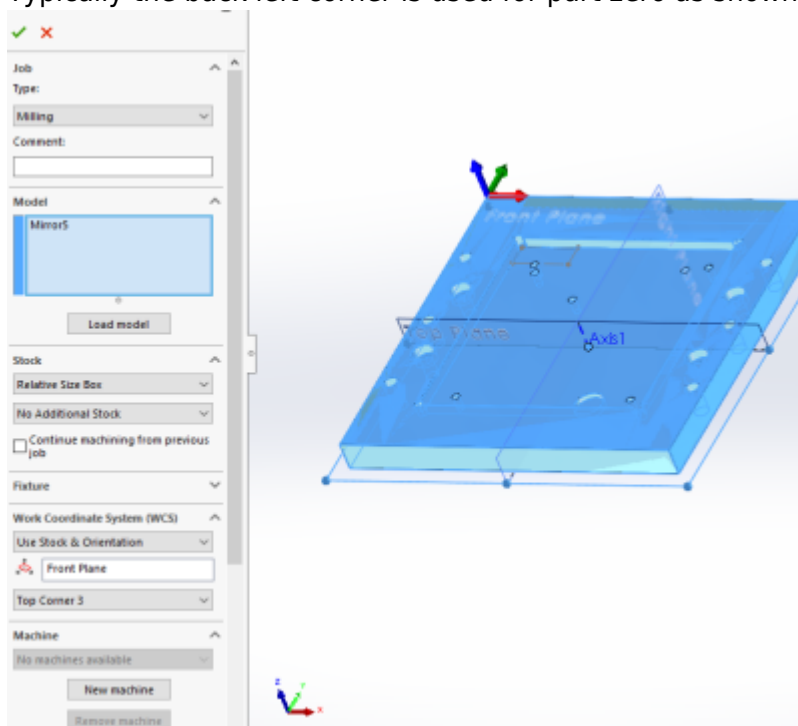 Typically the back left corner is used for part zero as shown
Job
Type:
Milling
Comment:
Model
Mirror5
Load model
Stock
Relative Size Box
No Additional Stock
Continue machining from previous
job
Fixture
Work Coordinate System (WCS)
Use Stock & Orientation
Front Plane
Top Corner 3
Machine
No machines available
New machine
Remove machine
Front Plane
Top Plane
Axis1